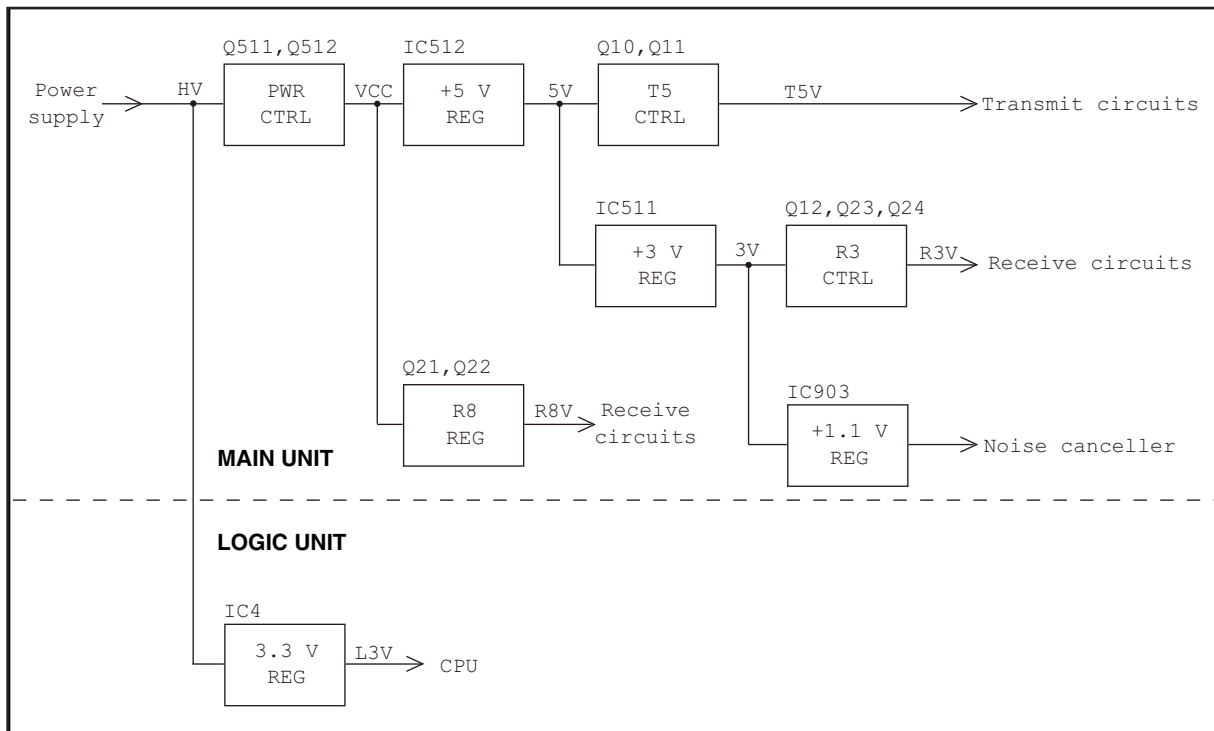 Q511,Q512
IC512
Q10,Q11
Power
supply
HV
PWR
CTRL
VCC
+5 V
REG
5V
T5
CTRL
T5V
Transmit circuits
IC511
Q12,Q23,Q24
+3 V
REG
3V
R3
CTRL
R3V
Receive circuits
Q21,Q22
R8
REG
R8V
Receive
circuits
IC903
+1.1 V
REG
Noise canceller
MAIN UNIT
LOGIC UNIT
IC4
3.3 V
REG
L3V
CPU